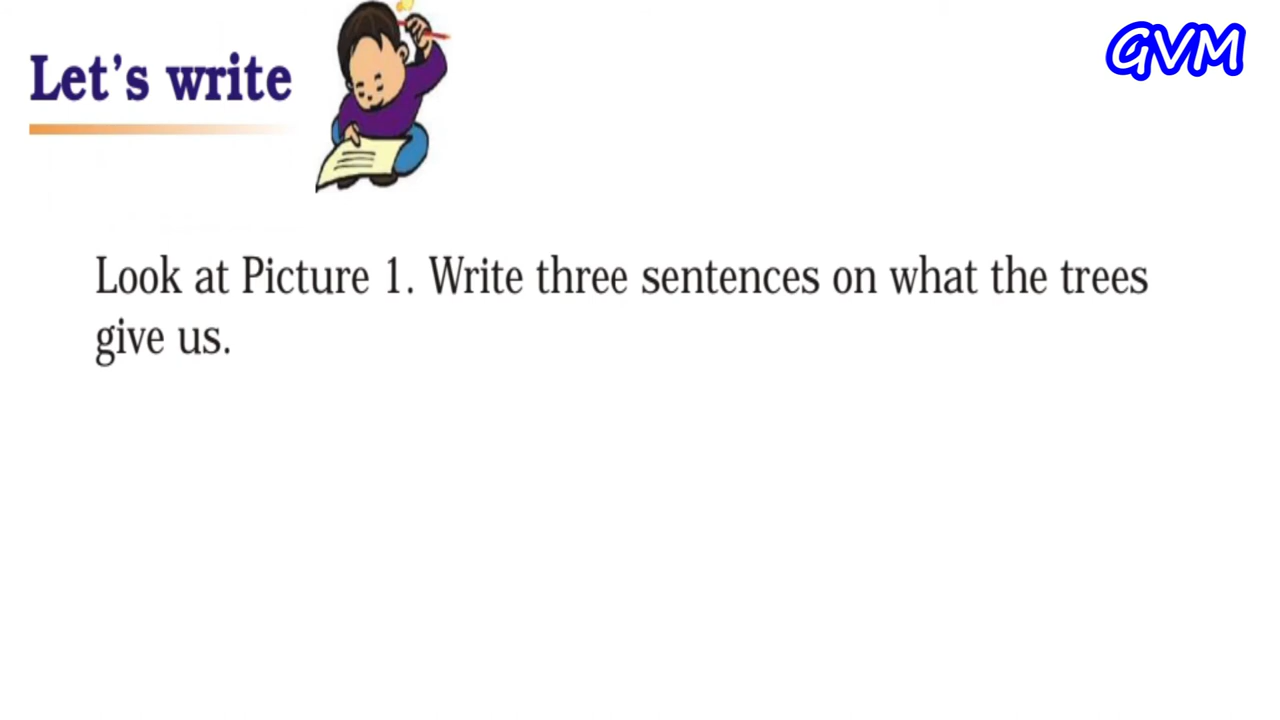 Let's write
GVM
Look at Picture 1. Write three sentences on what the trees
give us.